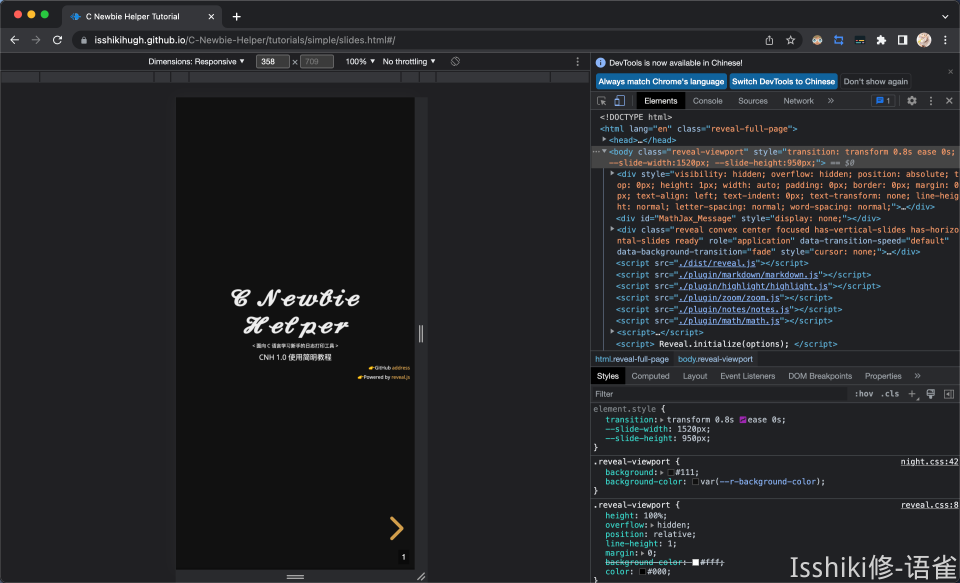 C Newbie Helper Tutorial
isshikihugh.github.io/C-Newbie-Helper/tutorials/simple/slides.html#/
Dimensions: Responsive ▼ 358 × 709 100% ▼ No throttling ▼
DevTools is now available in Chinese!
Always match Chrome's language Switch DevTools to Chinese Don't show again
Elements Console Sources Network » 1
<!DOCTYPE html>
<html lang="en" class="reveal-full-page">
<head>…</head>
<body class="reveal-viewport" style="transition: transform 0.8s ease 0s;
--slide-width:1520px; --slide-height:950px;"> == $0
<div style="visibility: hidden; overflow: hidden; position: absolute; t
op: 0px; height: 1px; width: auto; padding: 0px; border: 0px; margin: 0
px; text-align: left; text-indent: 0px; text-transform: none; line-heig
ht: normal; letter-spacing: normal; word-spacing: normal;">…</div>
<div id="MathJax_Message" style="display: none;"></div>
<div class="reveal convex center focused has-vertical-slides has-horizo
ntal-slides ready" role="application" data-transition-speed="default"
data-background-transition="fade" style="cursor: none;">…</div>
<script src="./dist/reveal.js"></script>
<script src="./plugin/markdown/markdown.js"></script>
<script src="./plugin/highlight/highlight.js"></script>
<script src="./plugin/zoom/zoom.js"></script>
<script src="./plugin/notes/notes.js"></script>
<script src="./plugin/math/math.js"></script>
<script>…</script>
<script> Reveal.initialize(options); </script>
html.reveal-full-page body.reveal-viewport
Styles Computed Layout Event Listeners DOM Breakpoints Properties »
Filter :hov .cls +
element.style {
transition: transform 0.8s ease 0s;
--slide-width: 1520px;
--slide-height: 950px;
}
.reveal-viewport { night.css:42
background: #111;
background-color: var(--r-background-color);
}
.reveal-viewport { reveal.css:8
height: 100%;
overflow: hidden;
position: relative;
line-height: 1;
margin: 0;
background-color: #fff;
color: #000;
}
C Newbie
Helper
< 面向 C 语言学习新手的日志打印工具 >
CNH 1.0 使用简明教程
GitHub address
Powered by reveal.js
1
Isshiki修-语雀